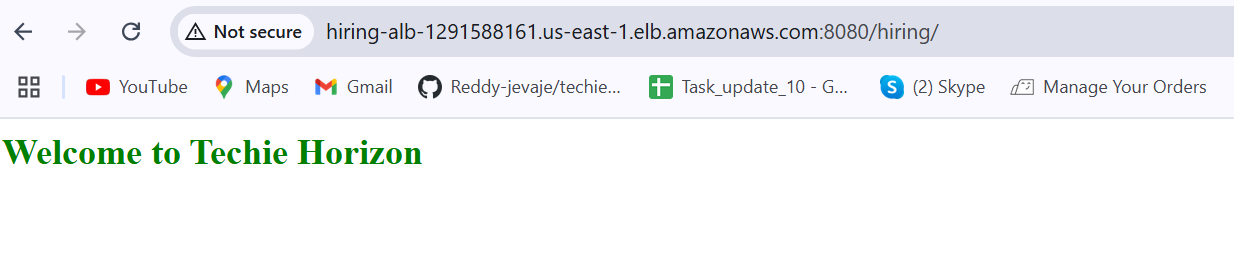 Not secure hiring-alb-1291588161.us-east-1.elb.amazonaws.com:8080/hiring/
YouTube Maps Gmail Reddy-jevaje/techie... Task_update_10 - G... (2) Skype Manage Your Orders
Welcome to Techie Horizon